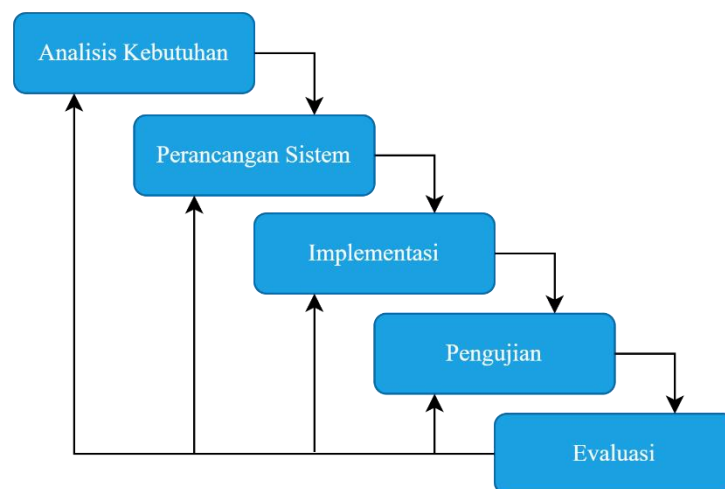 Analisis Kebutuhan
Perancangan Sistem
Implementasi
Pengujian
Evaluasi